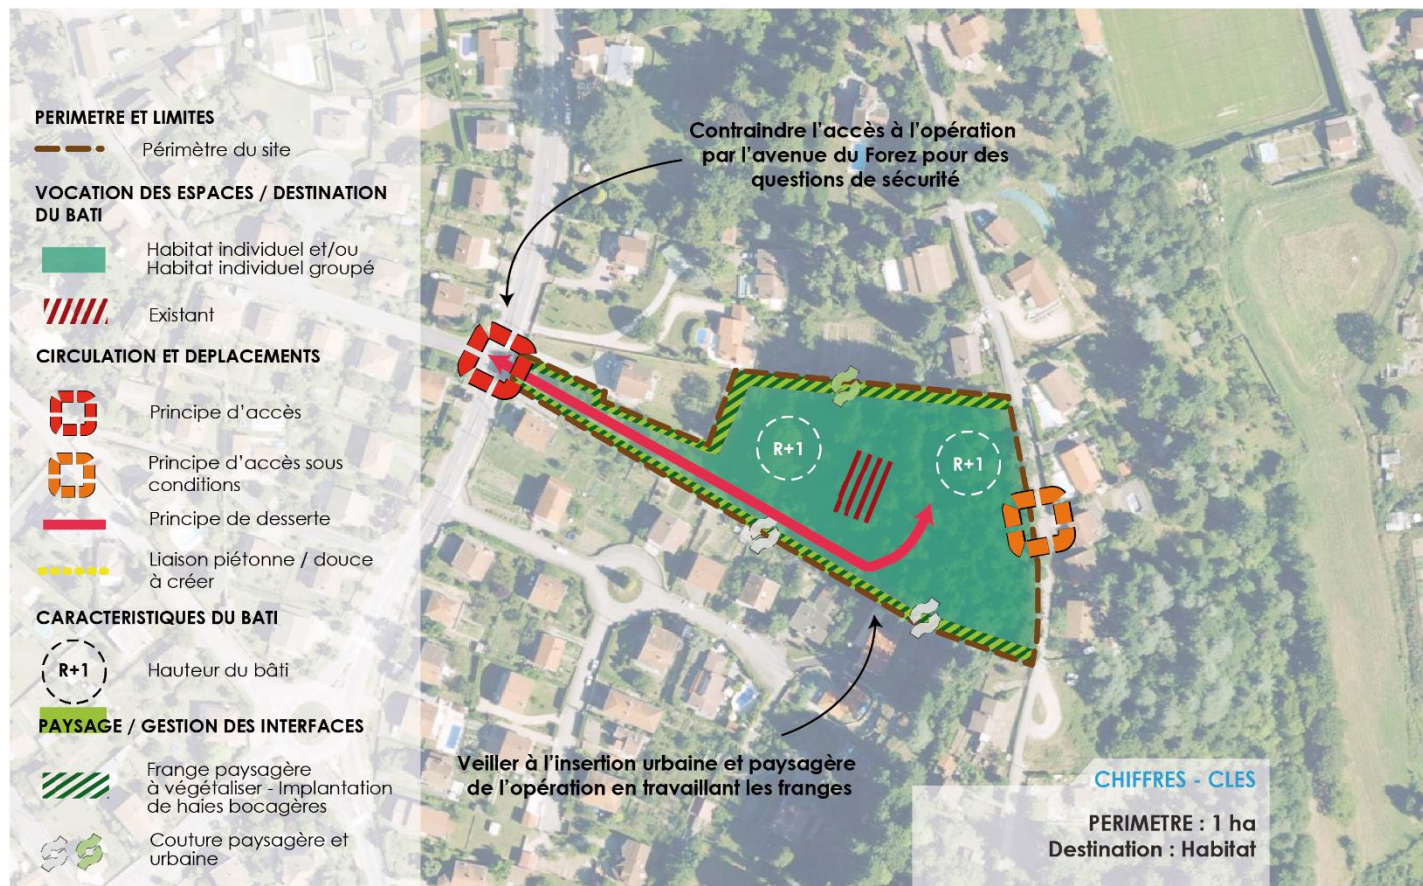 PERIMETRE ET LIMITES
Périmètre du site
VOCATION DES ESPACES / DESTINATION
DU BATI
Habitat individuel et/ou
Habitat individuel groupé
Existant
CIRCULATION ET DEPLACEMENTS
Principe d'accès
Principe d'accès sous
conditions
Principe de desserte
Liaison piétonne / douce
à créer
CARACTERISTIQUES DU BATI
R+1
Hauteur du bâti
PAYSAGE / GESTION DES INTERFACES
Frange paysagère
à végétaliser - Implantation
de haies bocagères
Couture paysagère et
urbaine
Contraindre l'accès à l'opération
par l'avenue du Forez pour des
questions de sécurité
R+1
R+1
Veiller à l'insertion urbaine et paysagère
de l'opération en travaillant les franges
CHIFFRES - CLES
PERIMETRE : 1 ha
Destination : Habitat